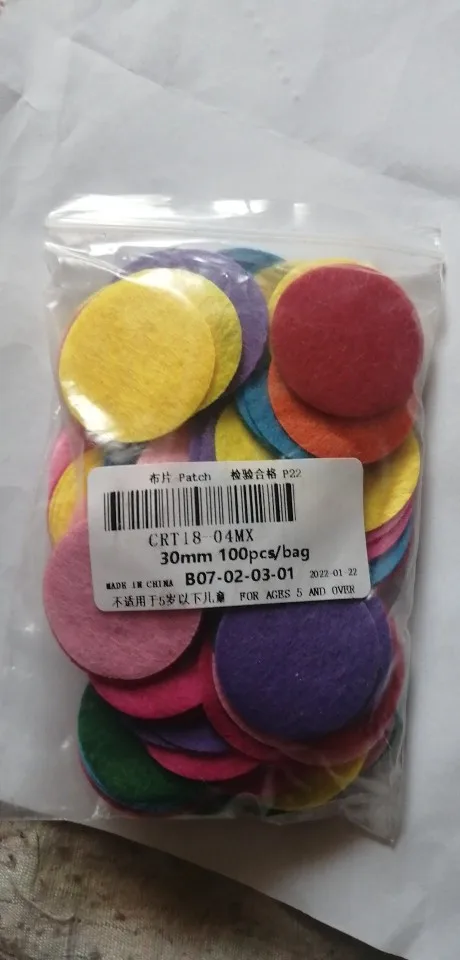 布片 Patch 检验合格 P22
CRT18-04MX
30mm 100pcs/bag
MADE IN CHINA B07-02-03-01 2022-01-22
不适用于5岁以下儿童 FOR AGES 5 AND OVER